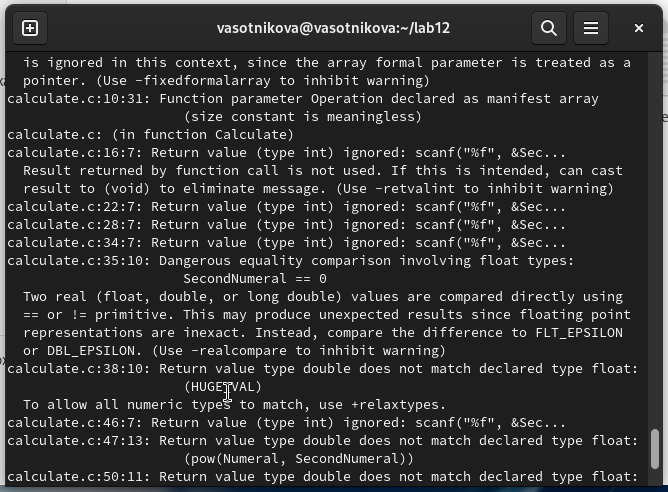 vasotnikova@vasotnikova:~/lab12
is ignored in this context, since the array formal parameter is treated as a
pointer. (Use -fixedformalarray to inhibit warning)
calculate.c:10:31: Function parameter Operation declared as manifest array
(size constant is meaningless)
calculate.c: (in function Calculate)
calculate.c:16:7: Return value (type int) ignored: scanf("%f", &Sec...
Result returned by function call is not used. If this is intended, can cast
result to (void) to eliminate message. (Use -retvalint to inhibit warning)
calculate.c:22:7: Return value (type int) ignored: scanf("%f", &Sec...
calculate.c:28:7: Return value (type int) ignored: scanf("%f", &Sec...
calculate.c:34:7: Return value (type int) ignored: scanf("%f", &Sec...
calculate.c:35:10: Dangerous equality comparison involving float types:
SecondNumeral == 0
Two real (float, double, or long double) values are compared directly using
== or != primitive. This may produce unexpected results since floating point
representations are inexact. Instead, compare the difference to FLT_EPSILON
or DBL_EPSILON. (Use -realcompare to inhibit warning)
calculate.c:38:10: Return value type double does not match declared type float:
(HUGE_VAL)
To allow all numeric types to match, use +relaxtypes.
calculate.c:46:7: Return value (type int) ignored: scanf("%f", &Sec...
calculate.c:47:13: Return value type double does not match declared type float:
(pow(Numeral, SecondNumeral))
calculate.c:50:11: Return value type double does not match declared type float: